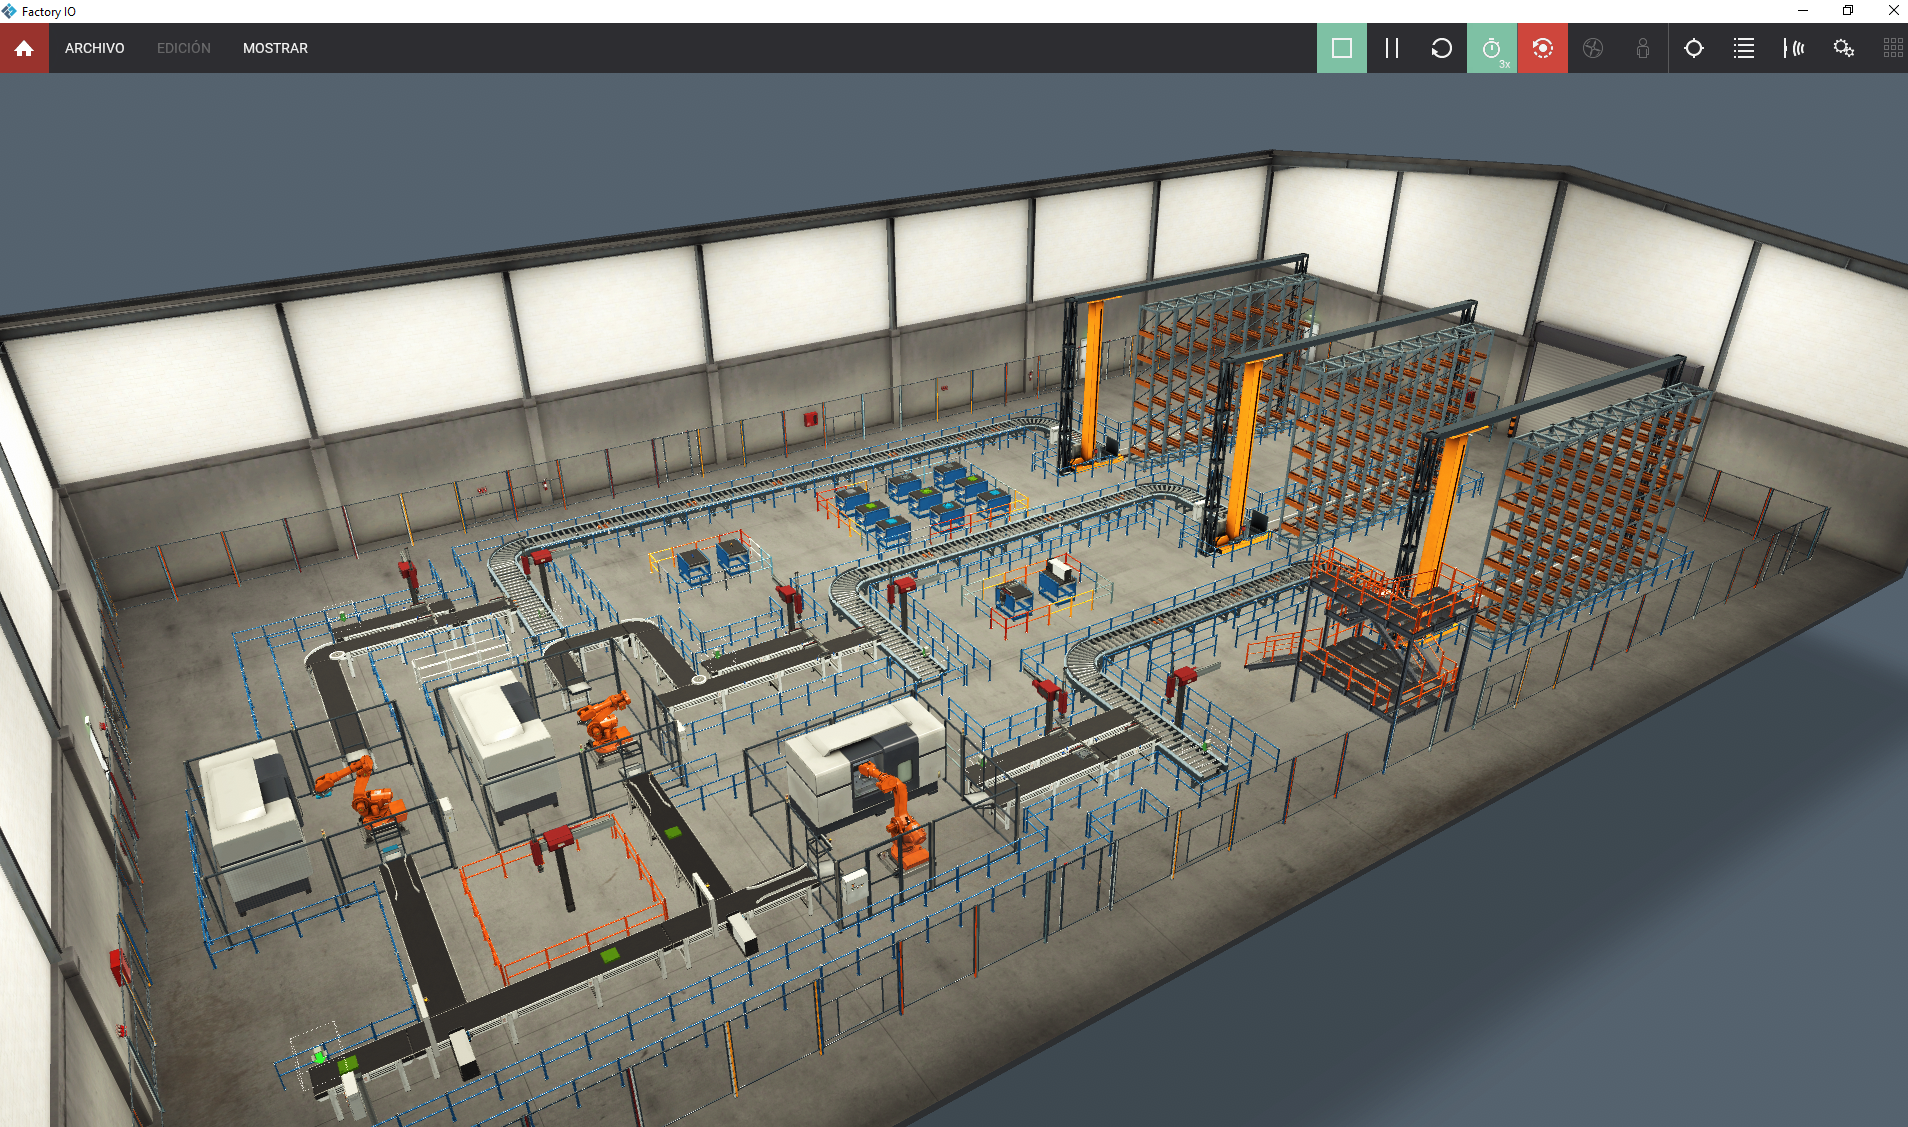 Factory IO
ARCHIVO
EDICIÓN
MOSTRAR
3x